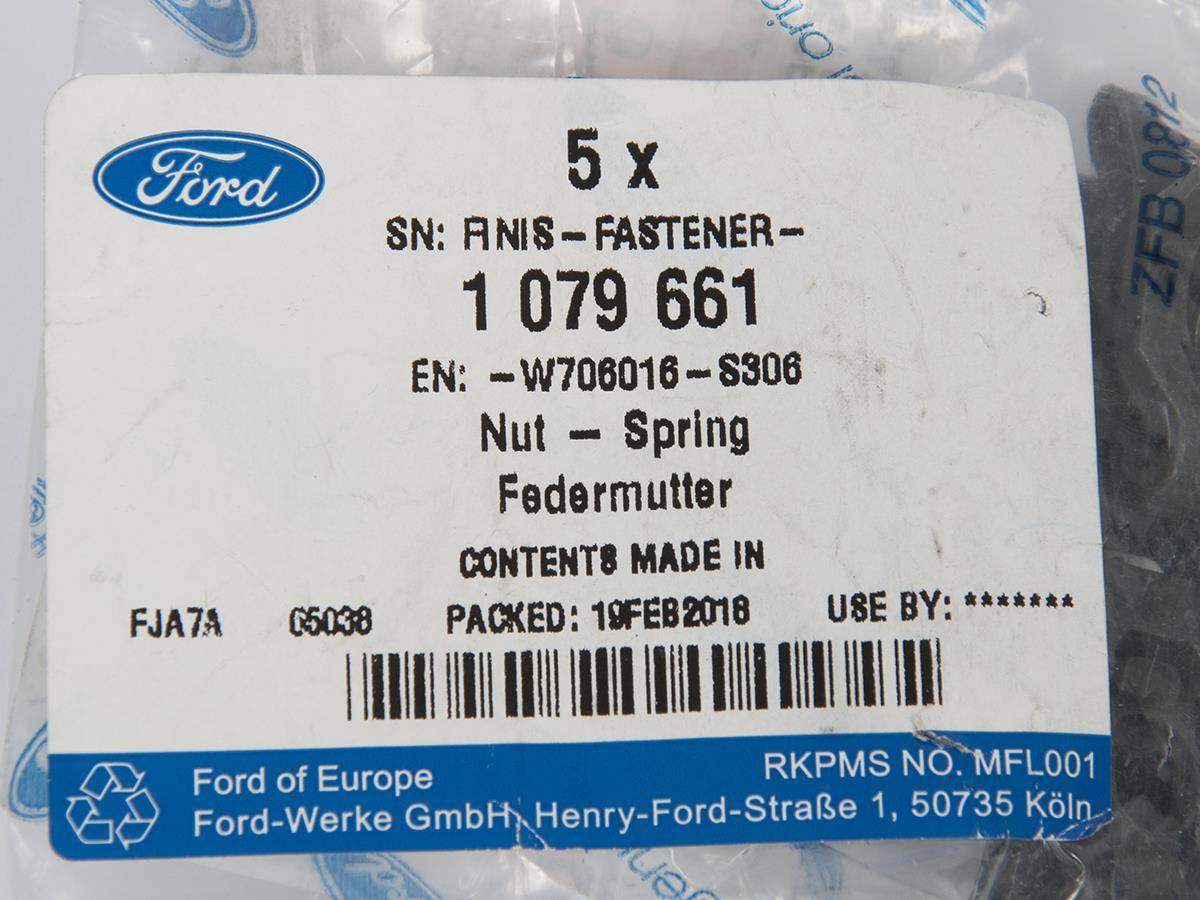 Ford
5 x
SN: FINIS-FASTENER-
1 079 661
EN: -W706016-S306
Nut - Spring
Federmutter
CONTENTS MADE IN
FJA7A 05038 PACKED: 19FEB2018 USE BY: *******
RKPMS NO. MFL001
Ford of Europe
Ford-Werke GmbH, Henry-Ford-Straße 1, 50735 Köln
ZFB 0812